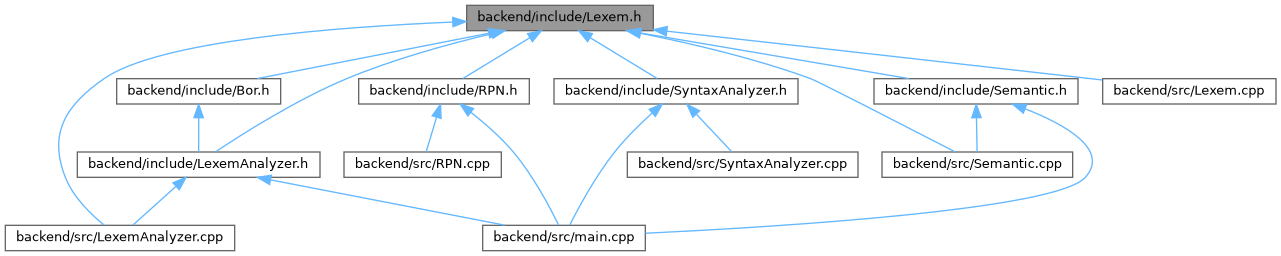 backend/include/Lexem.h
backend/include/Bor.h
backend/include/RPN.h
backend/include/SyntaxAnalyzer.h
backend/include/Semantic.h
backend/src/Lexem.cpp
backend/include/LexemAnalyzer.h
backend/src/RPN.cpp
backend/src/SyntaxAnalyzer.cpp
backend/src/Semantic.cpp
backend/src/LexemAnalyzer.cpp
backend/src/main.cpp